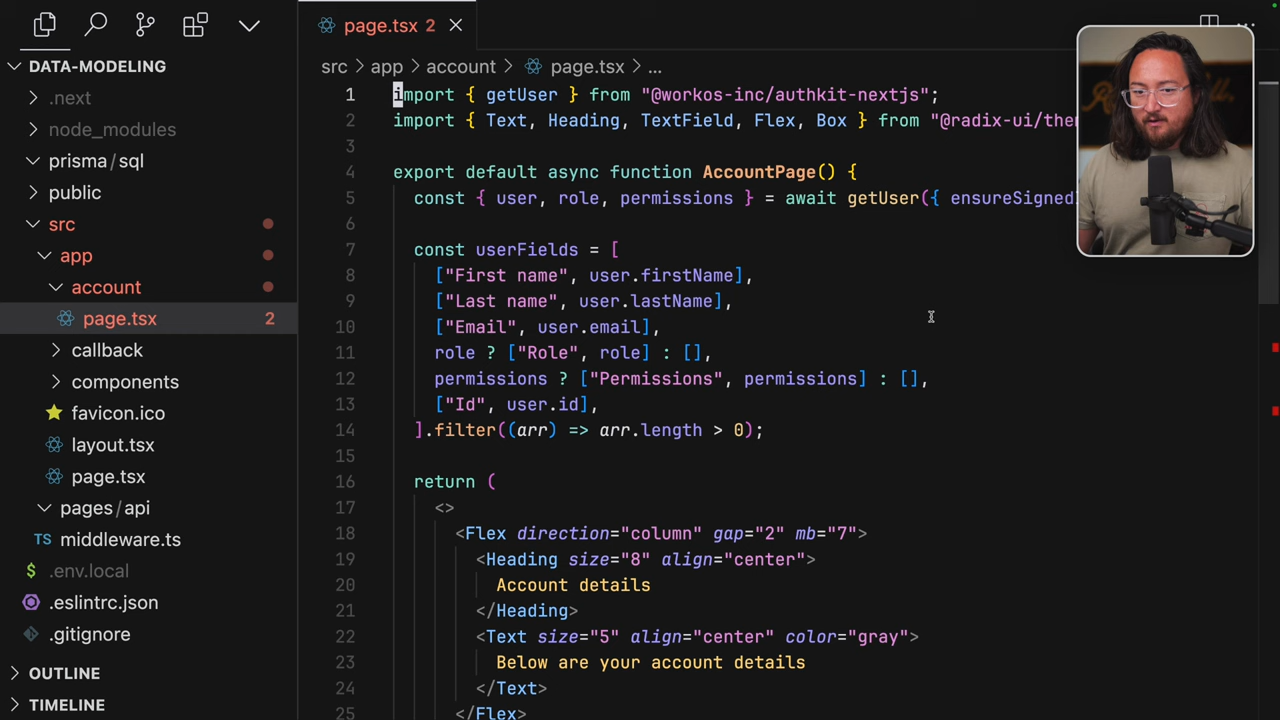 page.tsx 2
DATA-MODELING
.next
node_modules
prisma/sql
public
src
app
account
page.tsx 2
callback
components
favicon.ico
layout.tsx
page.tsx
pages/api
TS middleware.ts
$ .env.local
.eslintrc.json
.gitignore
OUTLINE
TIMELINE
src > app > account > page.tsx > ...
1 import { getUser } from "@workos-inc/authkit-nextjs";
2 import { Text, Heading, TextField, Flex, Box } from "@radix-ui/the
3
4 export default async function AccountPage() {
5 const { user, role, permissions } = await getUser({ ensureSigned
6
7 const userFields = [
8 ["First name", user.firstName],
9 ["Last name", user.lastName],
10 ["Email", user.email],
11 role ? ["Role", role] : [],
12 permissions ? ["Permissions", permissions] : [],
13 ["Id", user.id],
14 ].filter((arr) => arr.length > 0);
15
16 return (
17 <>
18 <Flex direction="column" gap="2" mb="7">
19 <Heading size="8" align="center">
20 Account details
21 </Heading>
22 <Text size="5" align="center" color="gray">
23 Below are your account details
24 </Text>
25 </Flex>